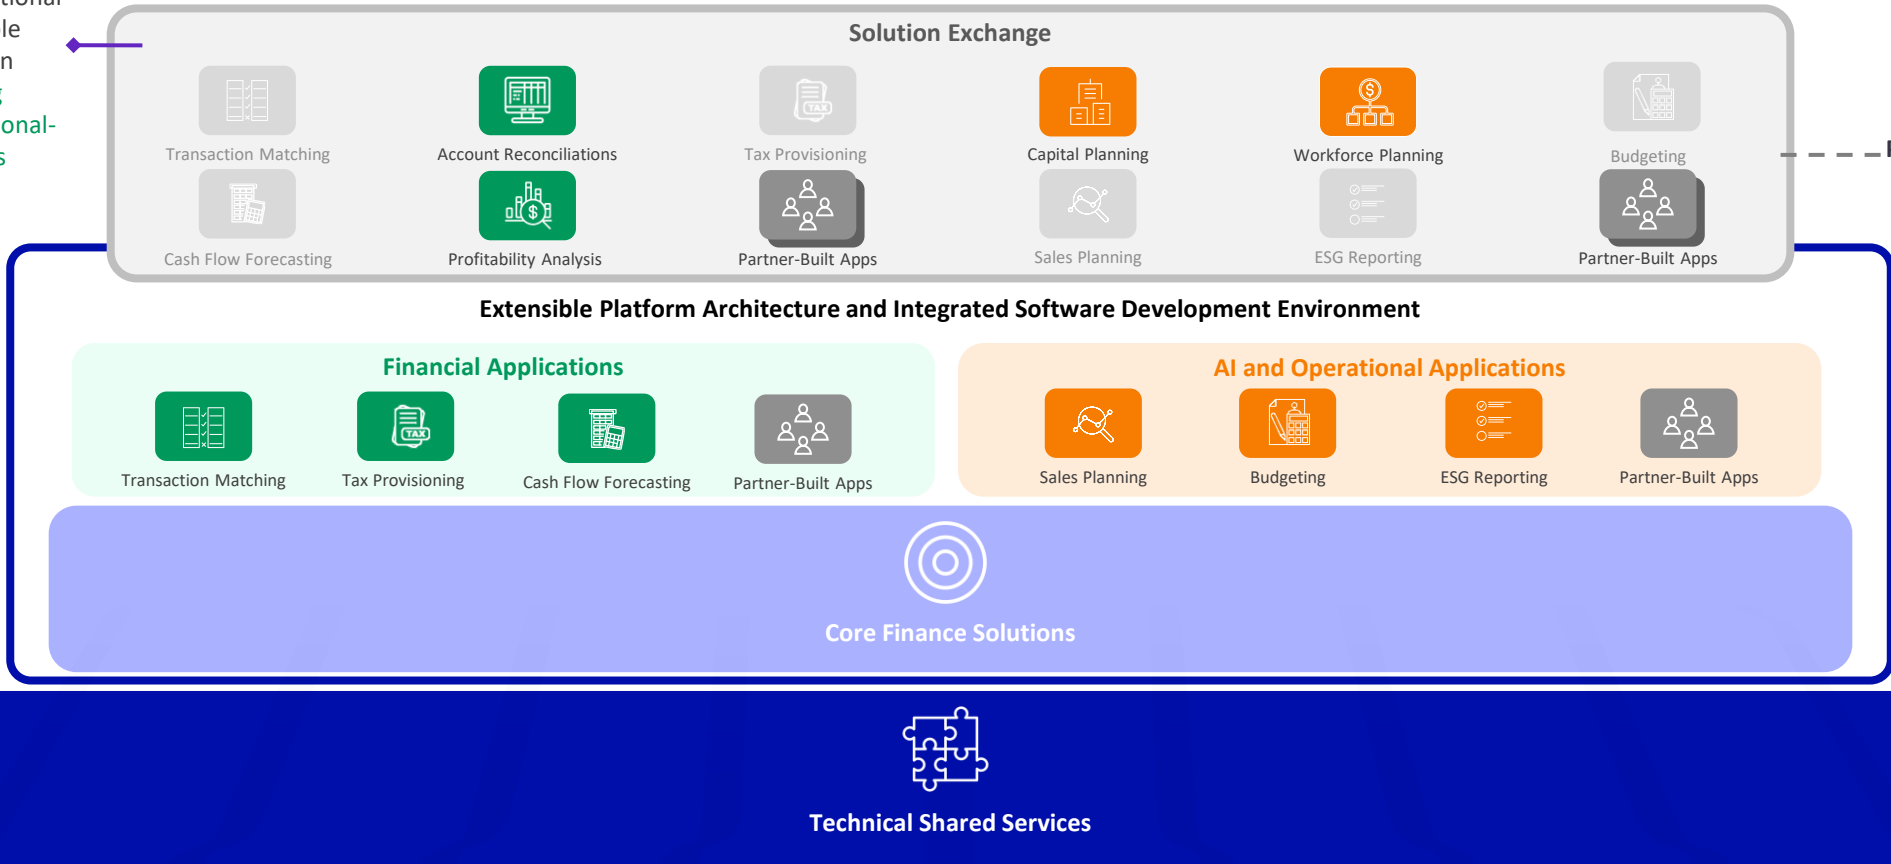 Solution Exchange
Transaction Matching
Account Reconciliations
TAX
Tax Provisioning
Capital Planning
Workforce Planning
Budgeting
Cash Flow Forecasting
Profitability Analysis
Partner-Built Apps
Sales Planning
ESG Reporting
Partner-Built Apps
Extensible Platform Architecture and Integrated Software Development Environment
Financial Applications
Transaction Matching
TAX
Tax Provisioning
Cash Flow Forecasting
Partner-Built Apps
AI and Operational Applications
Sales Planning
Budgeting
ESG Reporting
Partner-Built Apps
Core Finance Solutions
Technical Shared Services